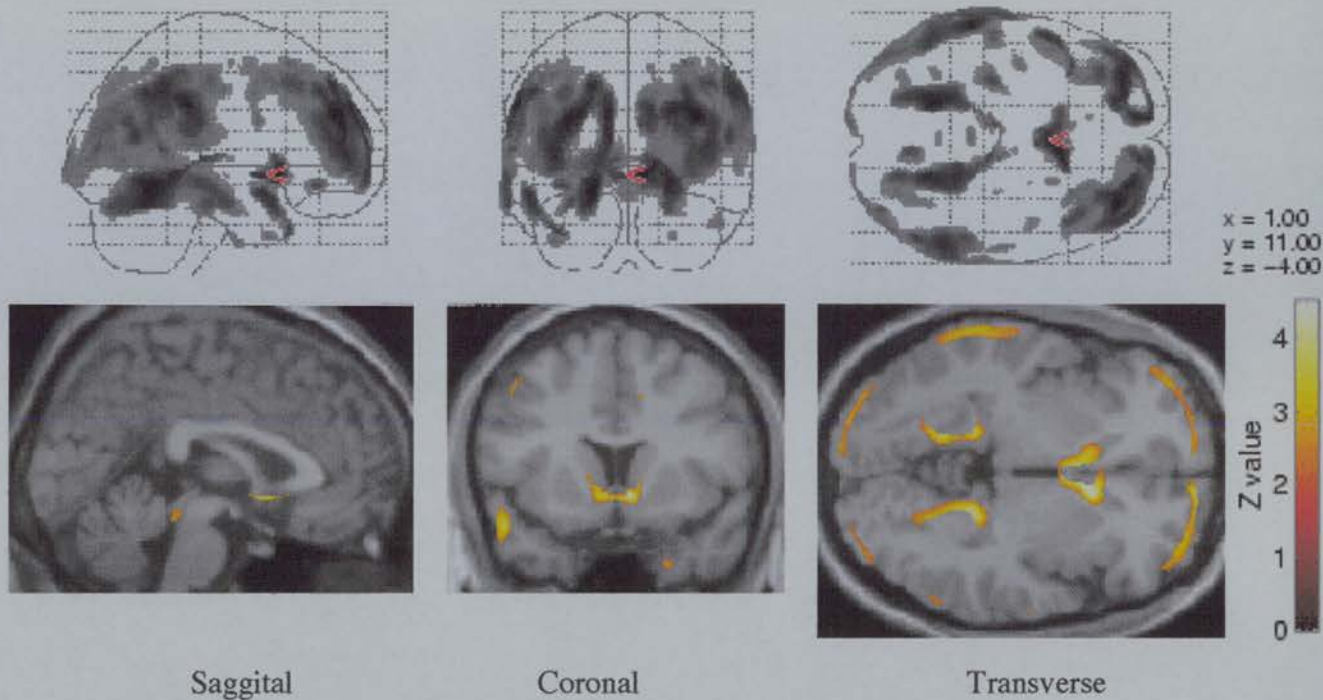 x = 1.00
y = 11.00
z = −4.00
4
3
2
1
0
Z value
Saggital
Coronal
Transverse